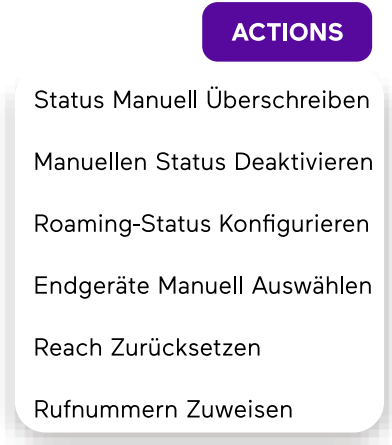 ACTIONS
Status Manuell Überschreiben
Manuellen Status Deaktivieren
Roaming-Status Konfigurieren
Endgeräte Manuell Auswählen
Reach Zurücksetzen
Rufnummern Zuweisen